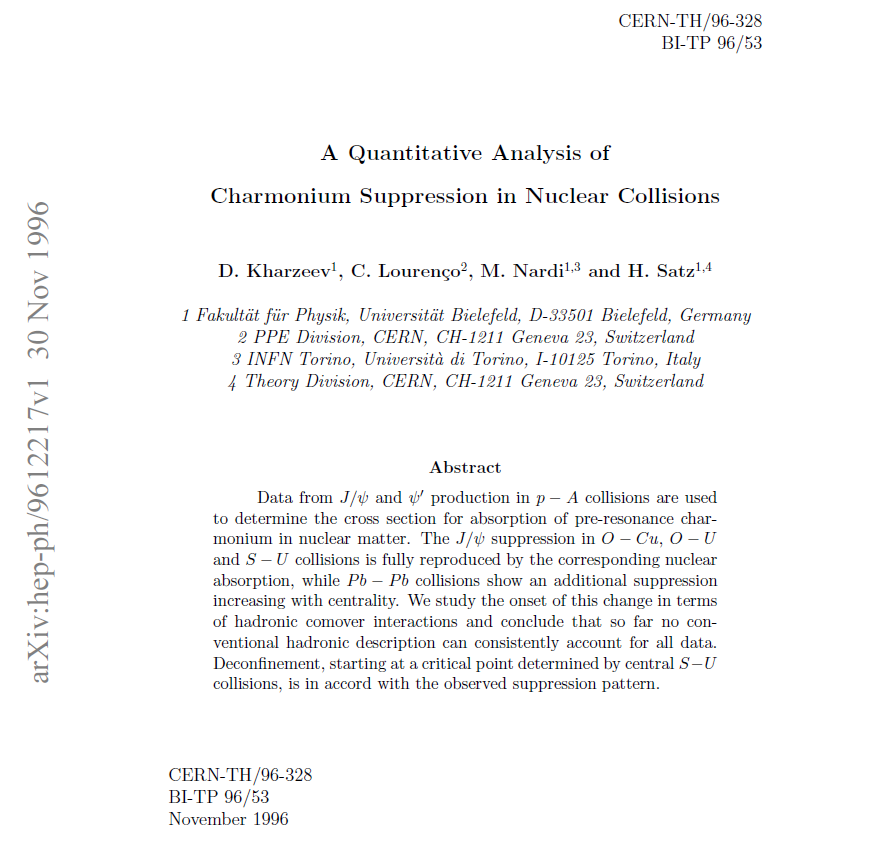 CERN-TH/96-328
BI-TP 96/53
A Quantitative Analysis of
Charmonium Suppression in Nuclear Collisions
D. Kharzeev¹, C. Lourenço², M. Nardi¹,³ and H. Satz¹,⁴
1 Fakultät für Physik, Universität Bielefeld, D-33501 Bielefeld, Germany
2 PPE Division, CERN, CH-1211 Geneva 23, Switzerland
3 INFN Torino, Università di Torino, I-10125 Torino, Italy
4 Theory Division, CERN, CH-1211 Geneva 23, Switzerland
Abstract
Data from J/ψ and ψ′ production in p − A collisions are used
to determine the cross section for absorption of pre-resonance char-
monium in nuclear matter. The J/ψ suppression in O − Cu, O − U
and S − U collisions is fully reproduced by the corresponding nuclear
absorption, while Pb − Pb collisions show an additional suppression
increasing with centrality. We study the onset of this change in terms
of hadronic comover interactions and conclude that so far no con-
ventional hadronic description can consistently account for all data.
Deconfinement, starting at a critical point determined by central S−U
collisions, is in accord with the observed suppression pattern.
CERN-TH/96-328
BI-TP 96/53
November 1996
arXiv:hep-ph/9612217v1 30 Nov 1996